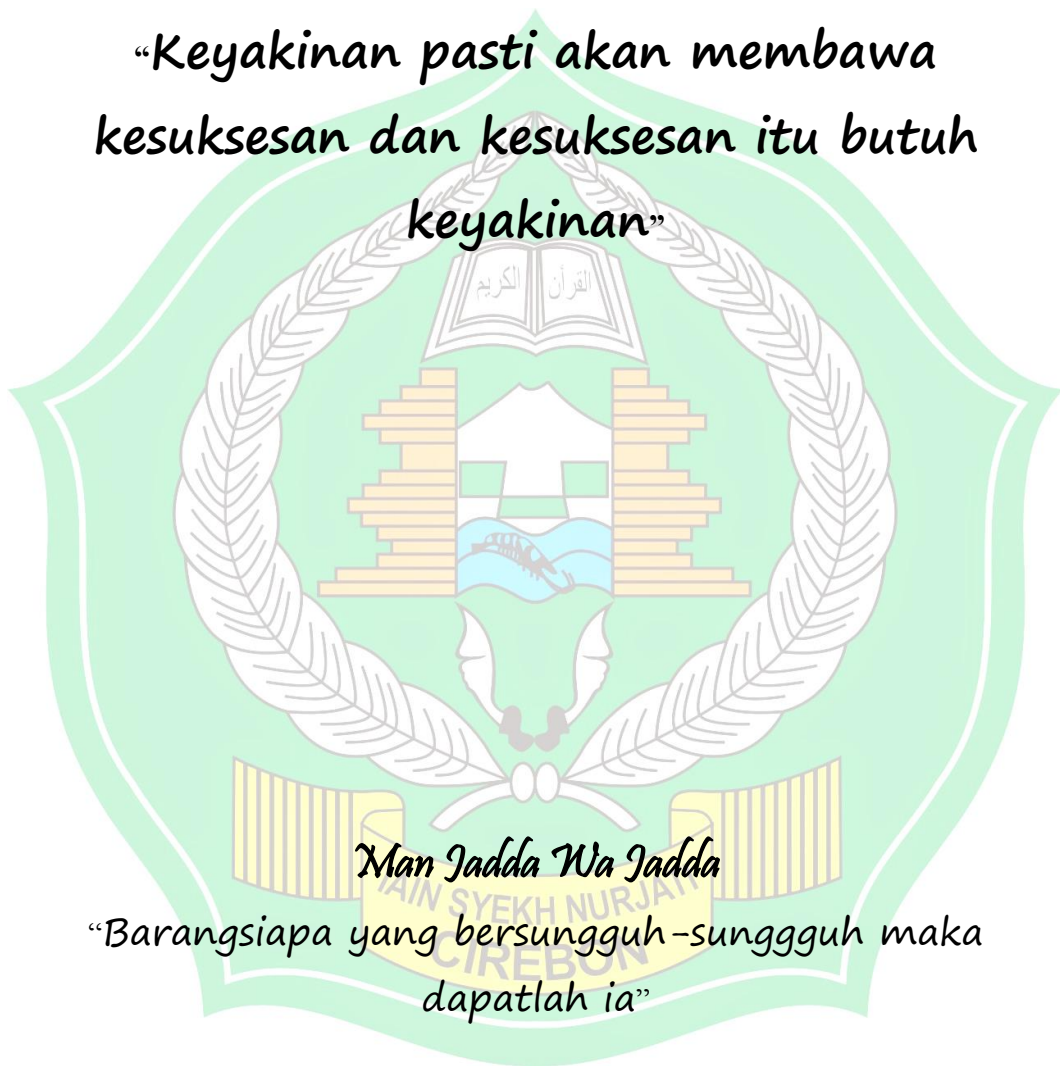 “Keyakinan pasti akan membawa
kesuksesan dan kesuksesan itu butuh
keyakinan”
القرآن الكريم
Man Jadda Wa Jadda
IAIN SYEKH NURJATI
“Barangsiapa yang bersungguh-sunggguh maka
CIREBON
dapatlah ia”